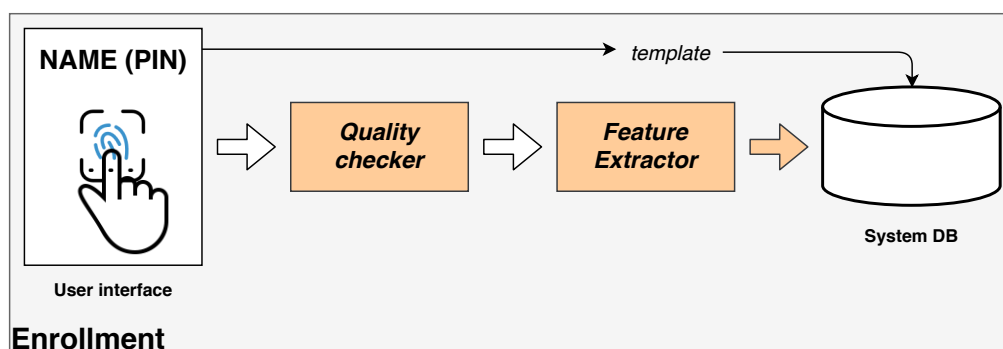 NAME (PIN)
template
Quality
checker
Feature
Extractor
System DB
User interface
Enrollment